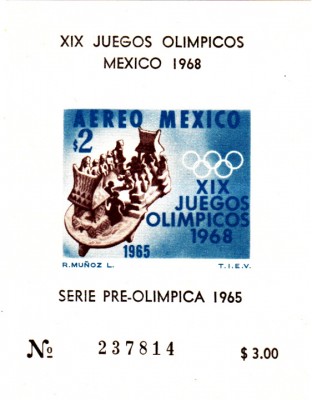 XIX JUEGOS OLIMPICOS
MEXICO 1968
AEREO MEXICO
$2
XIX
JUEGOS
OLIMPICOS
1968
1965
R. MUÑOZ L. T.I.E.V.
SERIE PRE-OLIMPICA 1965
No 237814 $ 3.00